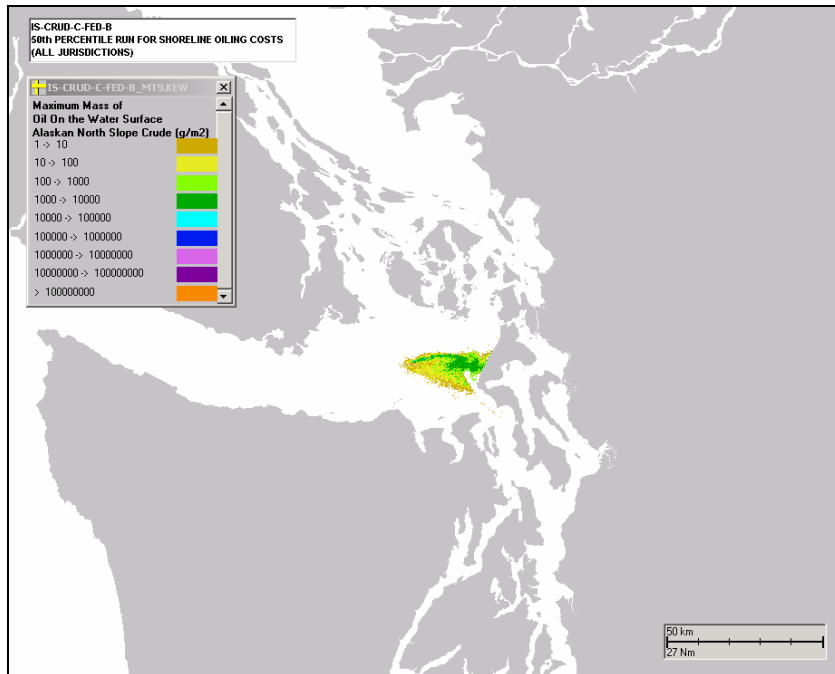 IS-CRUD-C-FED-B
50th PERCENTILE RUN FOR SHORELINE OILING COSTS
(ALL JURISDICTIONS)
IS-CRUD-C-FED-B_MT9.KEW
Maximum Mass of
Oil On the Water Surface
Alaskan North Slope Crude (g/m2)
1 -> 10
10 -> 100
100 -> 1000
1000 -> 10000
10000 -> 100000
100000 -> 1000000
1000000 -> 10000000
10000000 -> 100000000
> 100000000
50 km
27 Nm